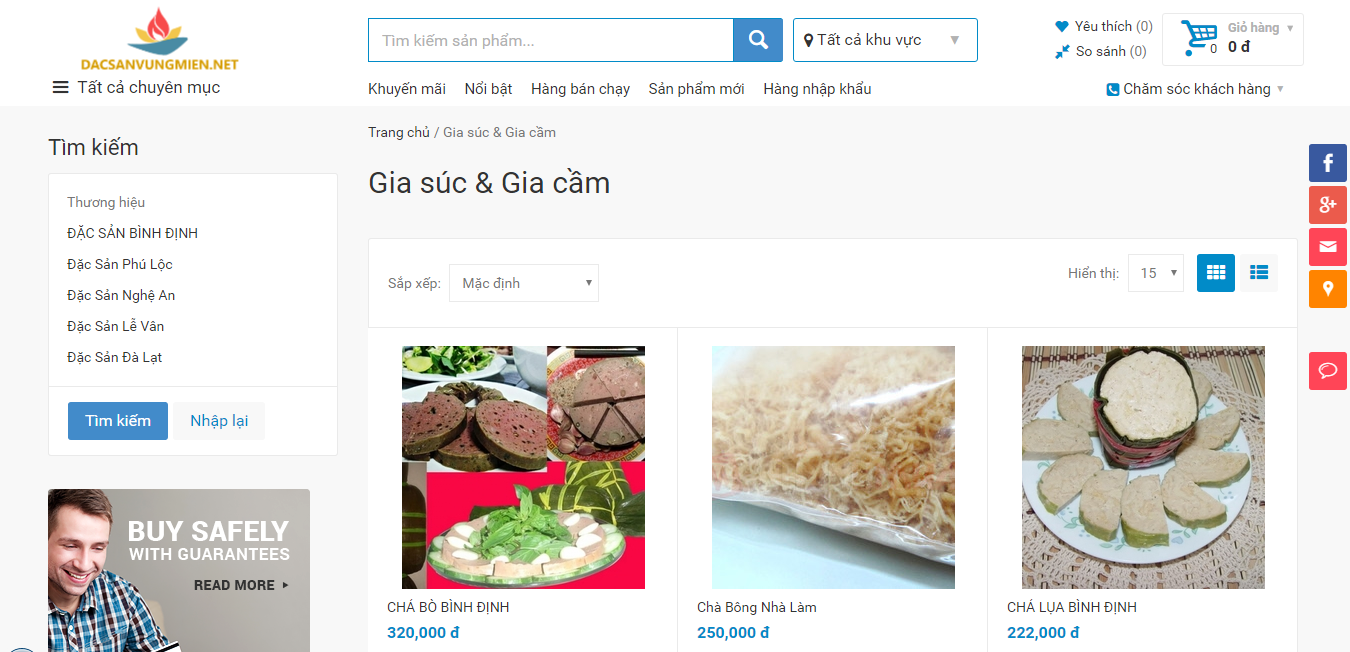 DACSANVUNGMIEN.NET
Tất cả chuyên mục
Tìm kiếm sản phẩm...
Tất cả khu vực
Yêu thích (0)
So sánh (0)
Giỏ hàng
0
0 đ
Khuyến mãi
Nổi bật
Hàng bán chạy
Sản phẩm mới
Hàng nhập khẩu
Chăm sóc khách hàng
Trang chủ / Gia súc & Gia cầm
Gia súc & Gia cầm
Tìm kiếm
Thương hiệu
ĐẶC SẢN BÌNH ĐỊNH
Đặc Sản Phú Lộc
Đặc Sản Nghệ An
Đặc Sản Lễ Vân
Đặc Sản Đà Lạt
Tìm kiếm
Nhập lại
BUY SAFELY
WITH GUARANTEES
READ MORE
Sắp xếp:
Mặc định
Hiển thị:
15
CHÁ BÒ BÌNH ĐỊNH
320,000 đ
Chà Bông Nhà Làm
250,000 đ
CHÁ LỤA BÌNH ĐỊNH
222,000 đ
f
g+